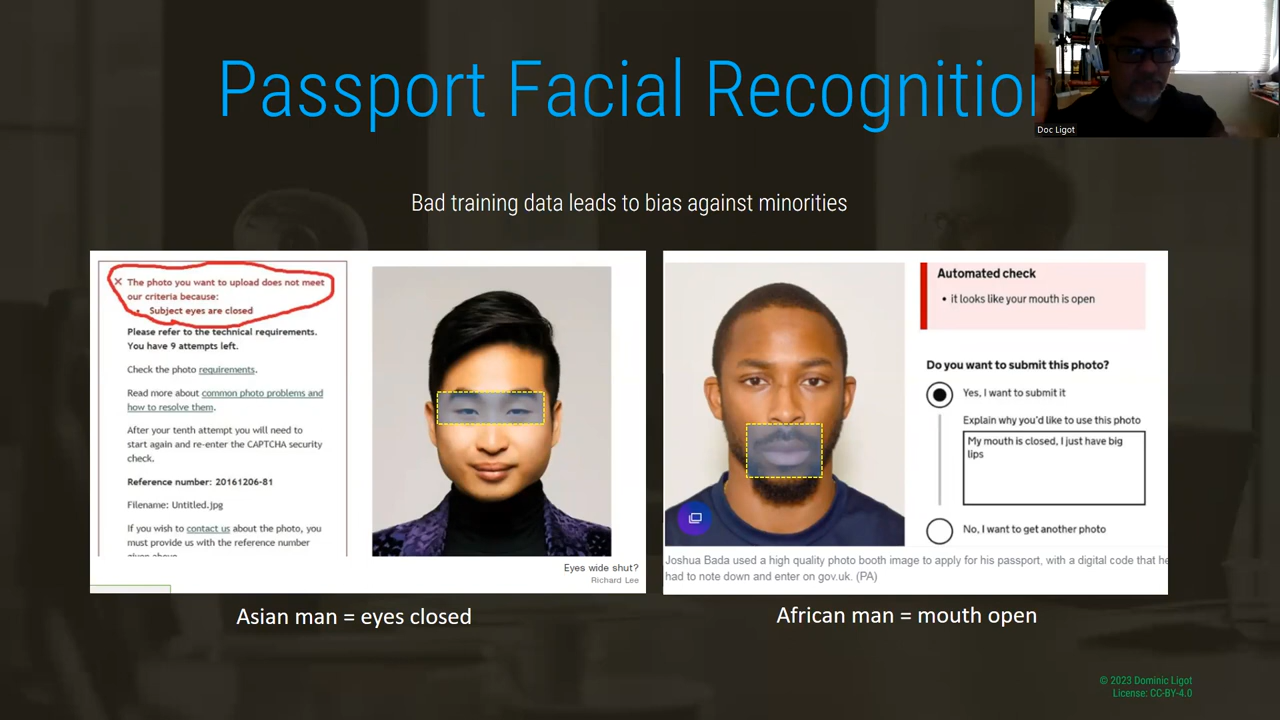 Passport Facial Recognition
Doc Ligot
Bad training data leads to bias against minorities
X The photo you want to upload does not meet
our criteria because:
• Subject eyes are closed
Please refer to the technical requirements.
You have 9 attempts left.
Check the photo requirements.
Read more about common photo problems and
how to resolve them.
After your tenth attempt you will need to
start again and re-enter the CAPTCHA security
check.
Reference number: 20161206-81
Filename: Untitled.jpg
If you wish to contact us about the photo, you
must provide us with the reference number
given above
Eyes wide shut?
Richard Lee
Asian man = eyes closed
Automated check
• it looks like your mouth is open
Do you want to submit this photo?
Yes, I want to submit it
Explain why you'd like to use this photo
My mouth is closed, I just have big
lips
No, I want to get another photo
Joshua Bada used a high quality photo booth image to apply for his passport, with a digital code that he
had to note down and enter on gov.uk. (PA)
African man = mouth open
© 2023 Dominic Ligot
License: CC-BY-4.0